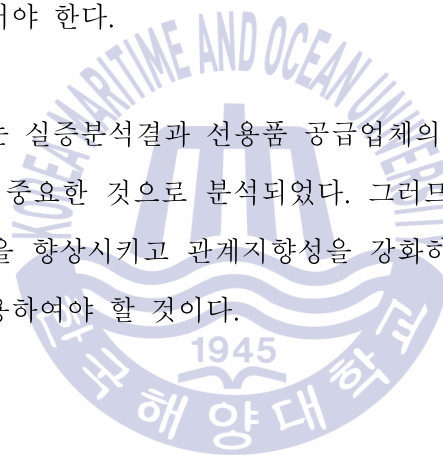 야 한다.
는 실증분석결과 선용품 공급업체의
중요한 것으로 분석되었다. 그러므
을 향상시키고 관계지향성을 강화하
용하여야 할 것이다.
KOREA MARITIME AND OCEAN UNIVERSITY
1945
한국해양대학교